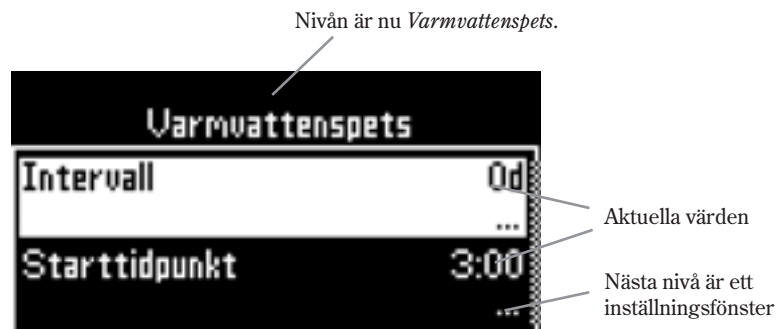 Nivån är nu Varmvattenspets.
Varmvattenspets
Intervall 0d
...
Aktuella värden
Starttidpunkt 3:00
Nästa nivå är ett
inställningsfönster
...